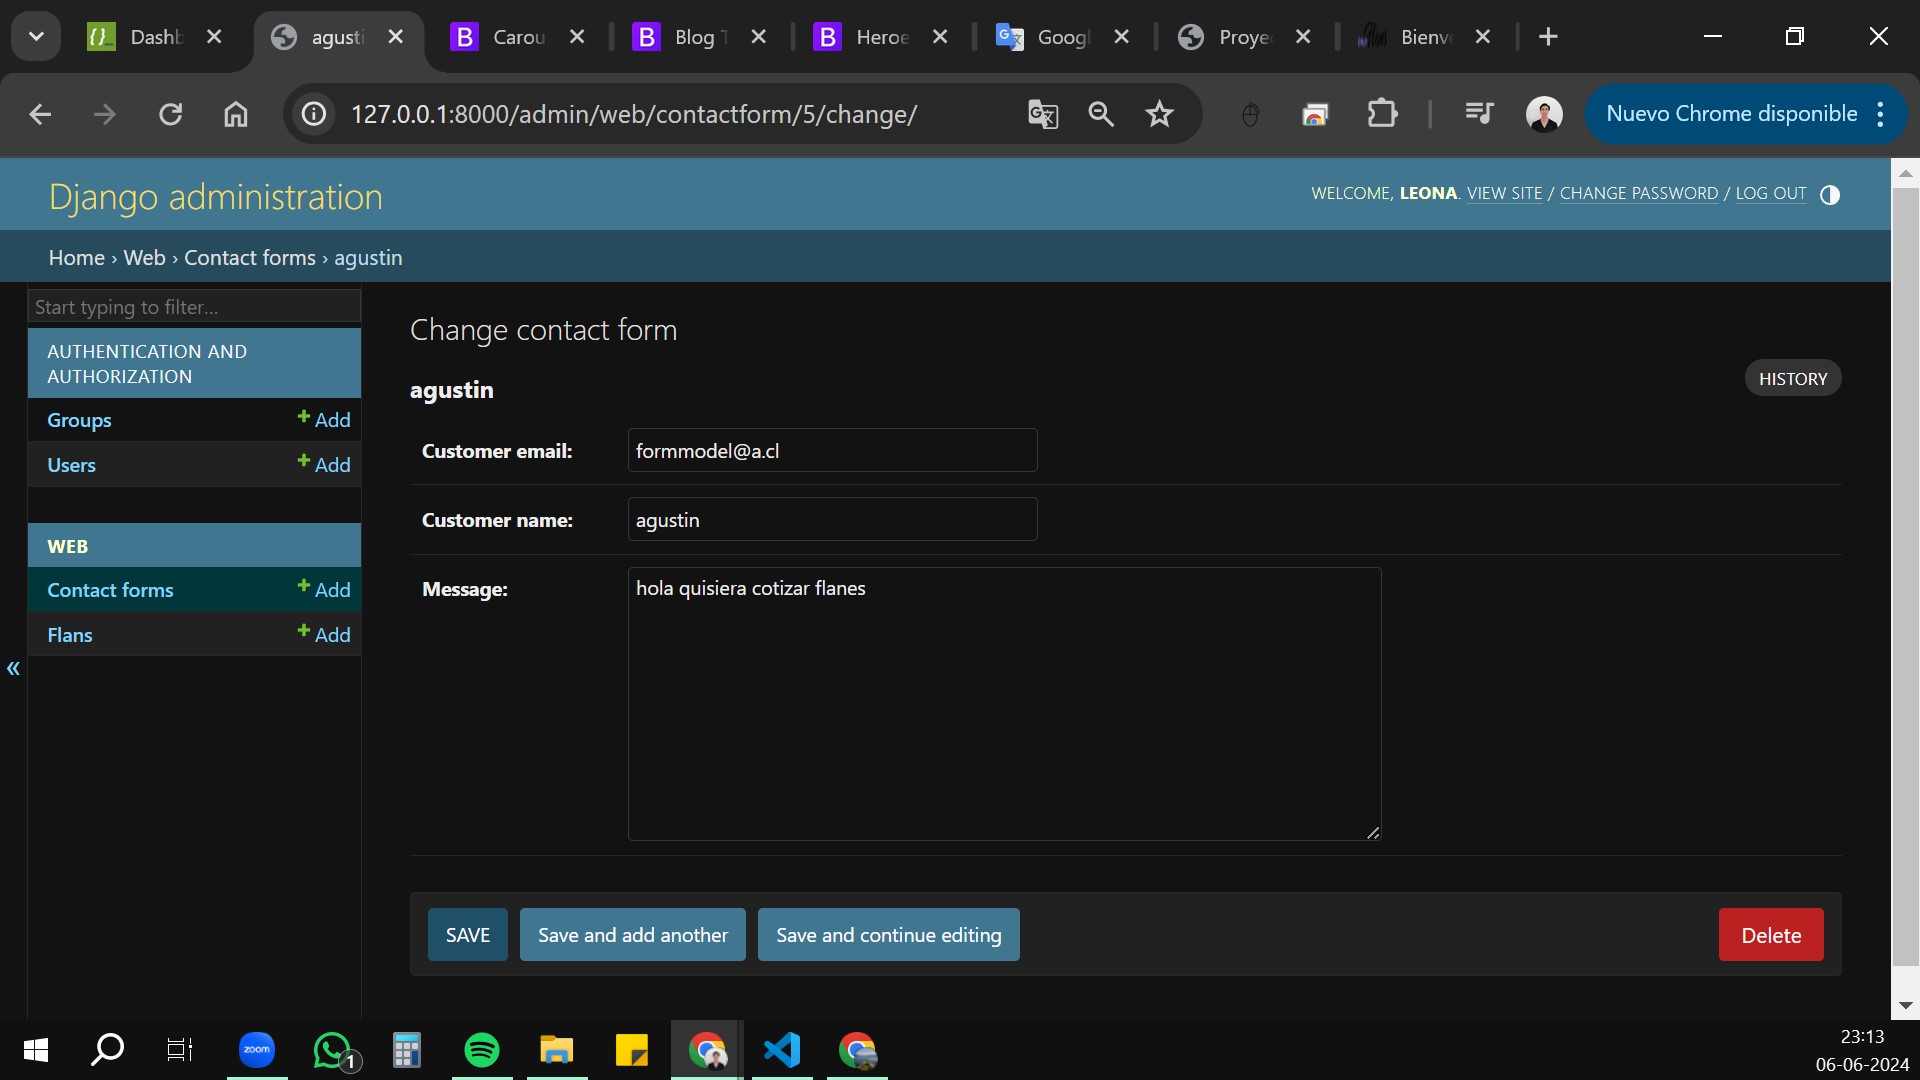 Dashb
agusti
Carou
Blog T
Heroe
Googl
Proye
Bienve
127.0.0.1:8000/admin/web/contactform/5/change/
Nuevo Chrome disponible
Django administration
WELCOME, LEONA. VIEW SITE / CHANGE PASSWORD / LOG OUT
Home › Web › Contact forms › agustin
Start typing to filter...
AUTHENTICATION AND
AUTHORIZATION
Groups + Add
Users + Add
WEB
Contact forms + Add
Flans + Add
«
Change contact form
agustin
HISTORY
Customer email: formmodel@a.cl
Customer name: agustin
Message: hola quisiera cotizar flanes
SAVE
Save and add another
Save and continue editing
Delete
zoom
1
23:13
06-06-2024